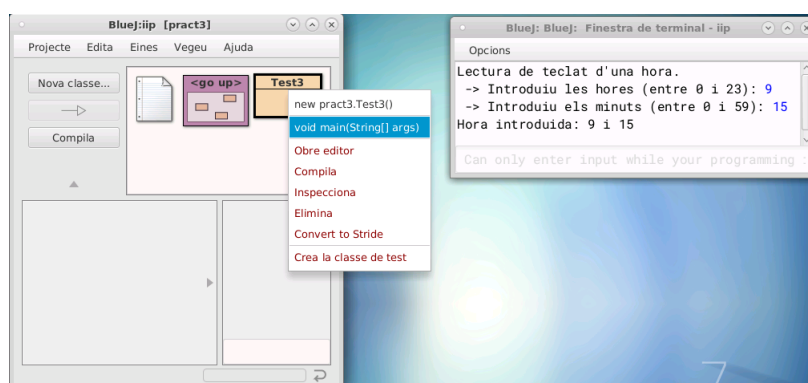 BlueJ:iip [pract3]
Projecte Edita Eines Vegeu Ajuda
Nova classe...
Compila
<go up>
Test3
new pract3.Test3()
void main(String[] args)
Obre editor
Compila
Inspecciona
Elimina
Convert to Stride
Crea la classe de test
BlueJ: BlueJ: Finestra de terminal - iip
Opcions
Lectura de teclat d'una hora.
-> Introduiu les hores (entre 0 i 23): 9
-> Introduiu els minuts (entre 0 i 59): 15
Hora introduida: 9 i 15
Can only enter input while your programming :
7